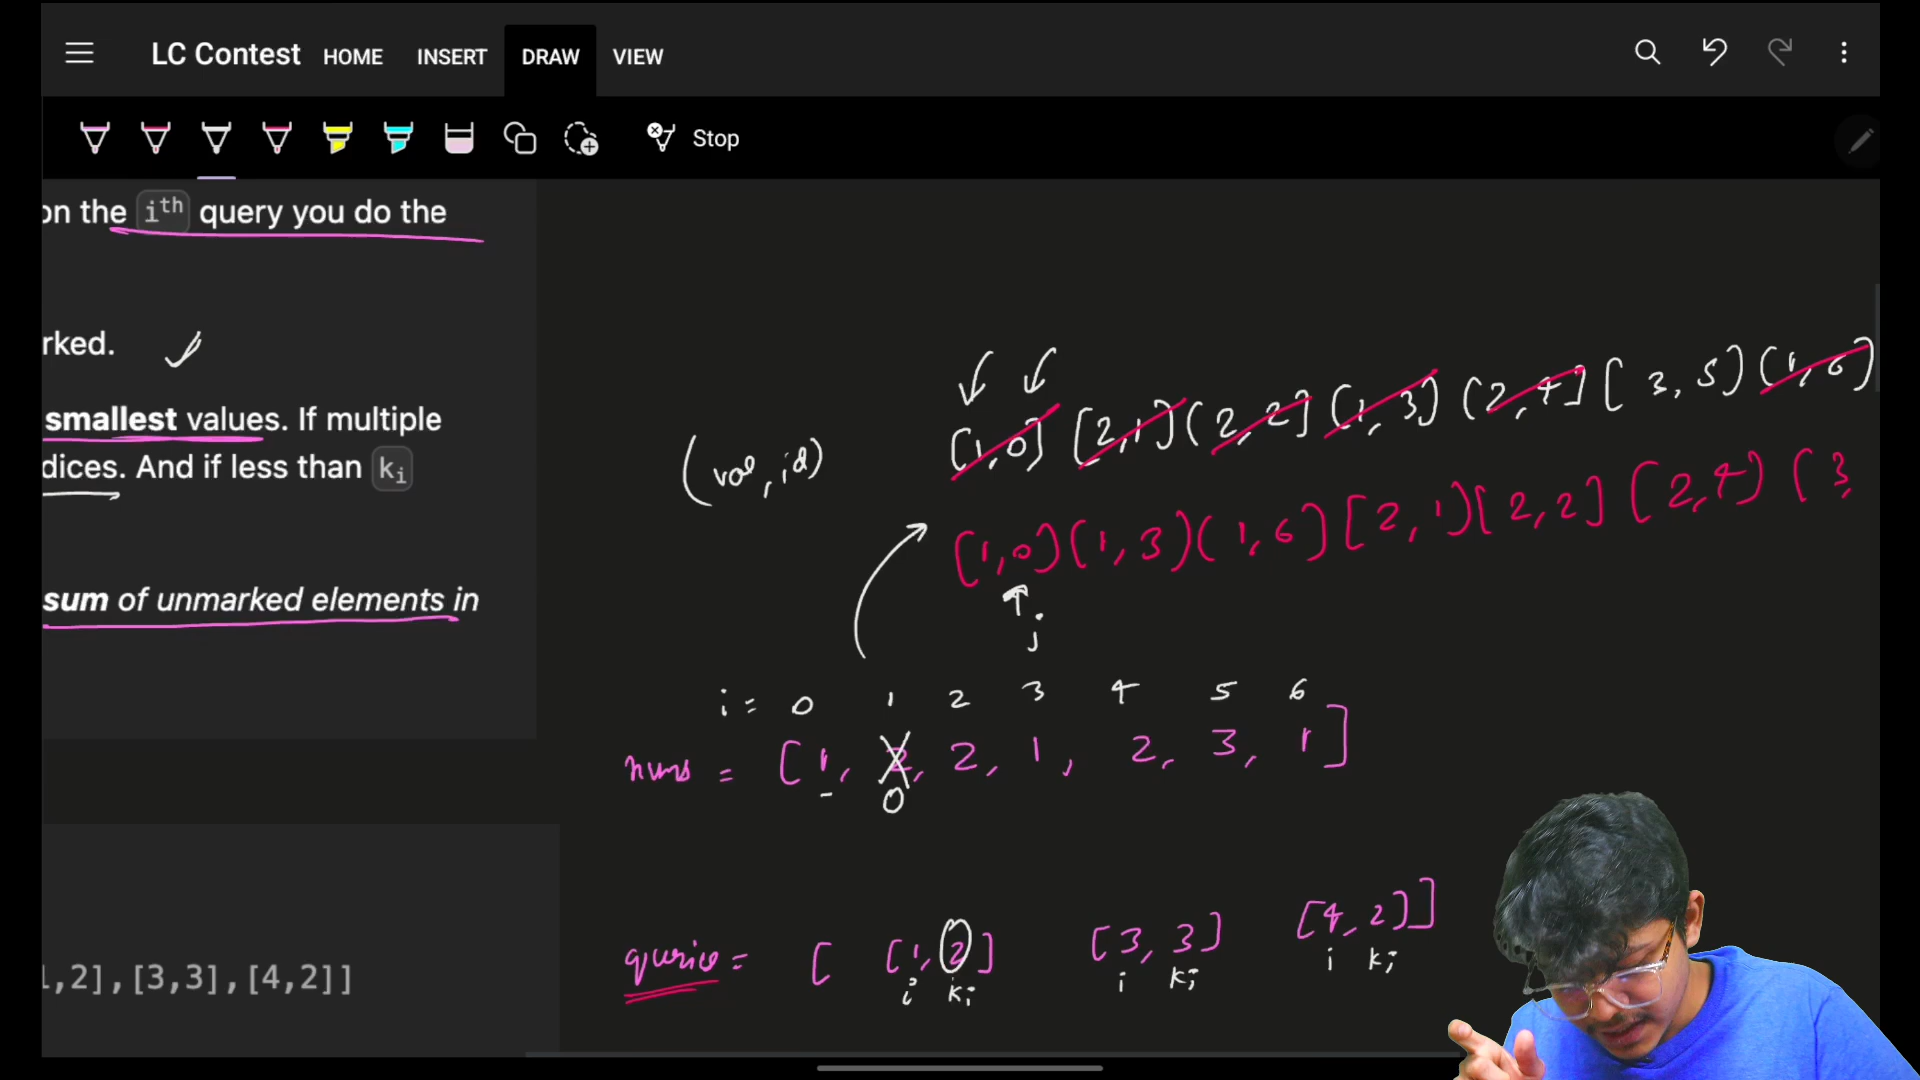 LC Contest HOME INSERT DRAW VIEW
Stop
on the ith query you do the
rked.
smallest values. If multiple
dices. And if less than ki
sum of unmarked elements in
1,2],[3,3],[4,2]]
(val, id)
[1,0] [2,1] (2,2] [1,3] (2,4] [3,5) (1,6)
[1,0] (1,3) (1,6] [2,1) [2,2] (2,4) (3,
j
i = 0 1 2 3 4 5 6
nums = [1, 2, 2, 1, 2, 3, 1]
0
queries = [ [1,2] [3,3] [4,2]]
i ki i ki i ki